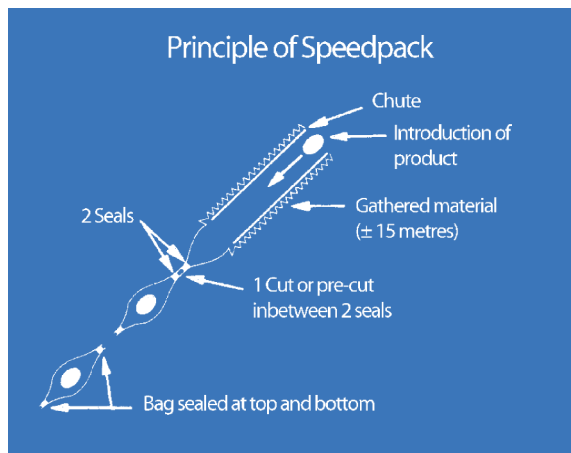 Principle of Speedpack
Chute
Introduction of
product
Gathered material
(± 15 metres)
2 Seals
1 Cut or pre-cut
inbetween 2 seals
Bag sealed at top and bottom